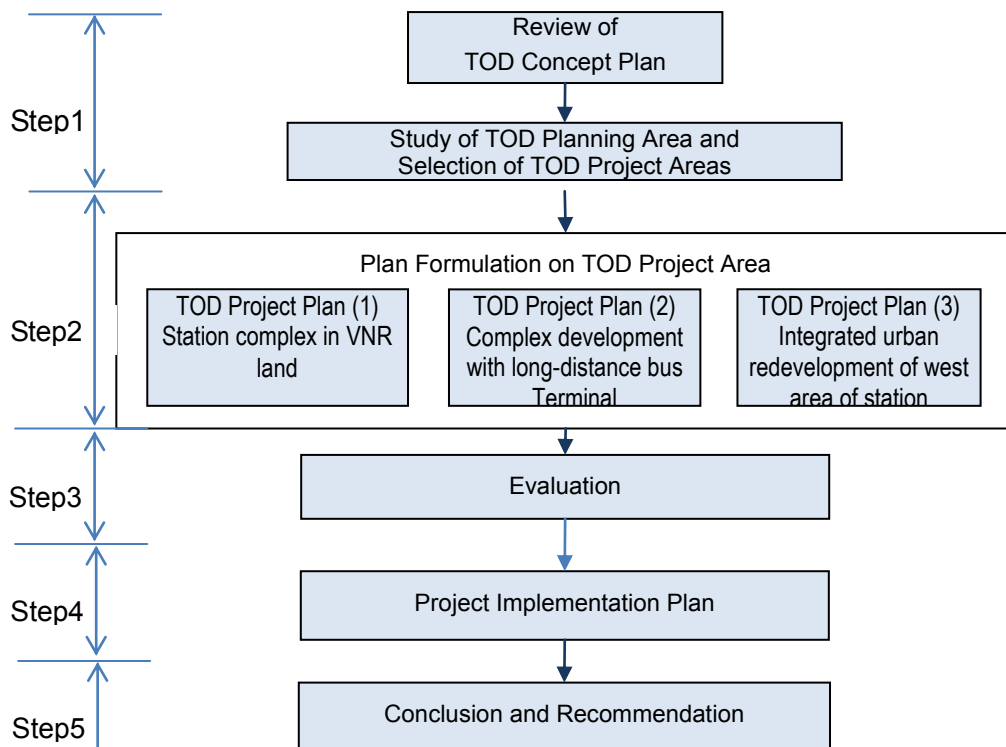 Review of
TOD Concept Plan
Step1
Study of TOD Planning Area and
Selection of TOD Project Areas
Step2
Plan Formulation on TOD Project Area
TOD Project Plan (1)
Station complex in VNR
land
TOD Project Plan (2)
Complex development
with long-distance bus
Terminal
TOD Project Plan (3)
Integrated urban
redevelopment of west
area of station
Step3
Evaluation
Step4
Project Implementation Plan
Step5
Conclusion and Recommendation